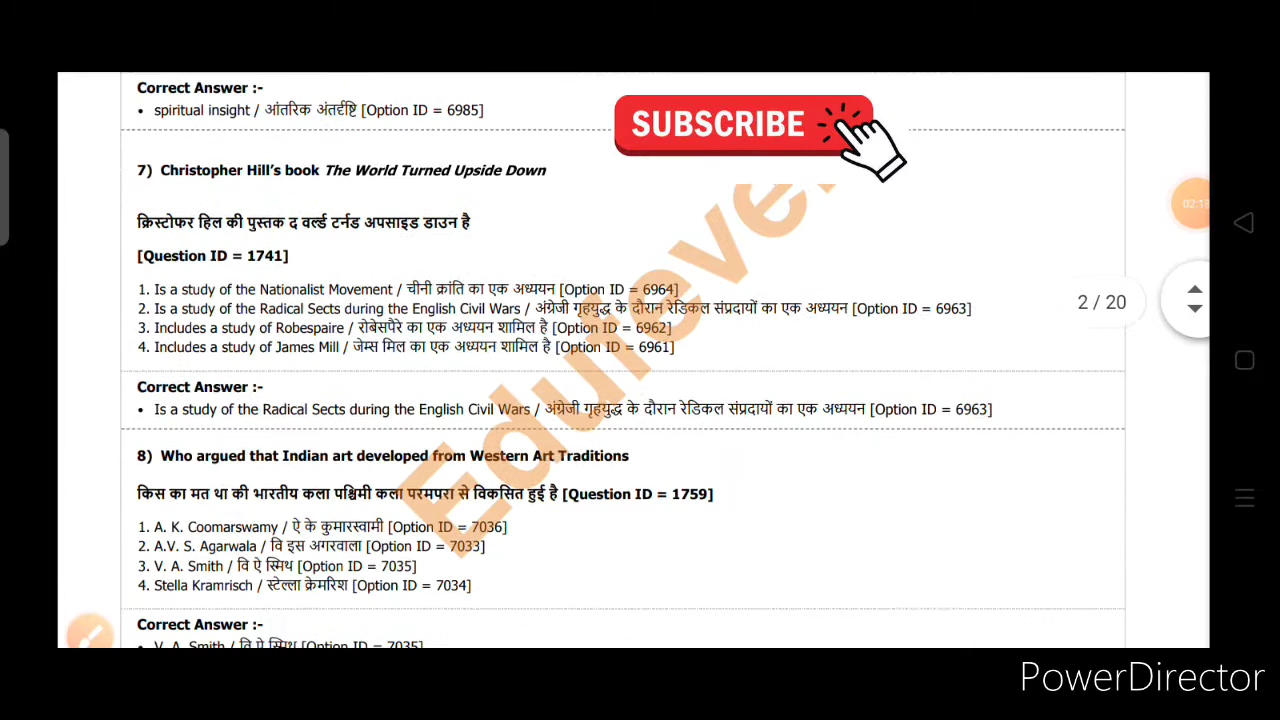 Correct Answer :-
• spiritual insight / आंतरिक अंतर्दृष्टि [Option ID = 6985]
SUBSCRIBE
7) Christopher Hill's book The World Turned Upside Down
क्रिस्टोफर हिल की पुस्तक द वर्ल्ड टर्नड अपसाइड डाउन है
[Question ID = 1741]
1. Is a study of the Nationalist Movement / चीनी क्रांति का एक अध्ययन [Option ID = 6964]
2. Is a study of the Radical Sects during the English Civil Wars / अंग्रेजी गृहयुद्ध के दौरान रेडिकल संप्रदायों का एक अध्ययन [Option ID = 6963]
3. Includes a study of Robespaire / रोबेसपैरे का एक अध्ययन शामिल है [Option ID = 6962]
4. Includes a study of James Mill / जेम्स मिल का एक अध्ययन शामिल है [Option ID = 6961]
Correct Answer :-
• Is a study of the Radical Sects during the English Civil Wars / अंग्रेजी गृहयुद्ध के दौरान रेडिकल संप्रदायों का एक अध्ययन [Option ID = 6963]
8) Who argued that Indian art developed from Western Art Traditions
किस का मत था की भारतीय कला पश्चिमी कला परमपरा से विकसित हुई है [Question ID = 1759]
1. A. K. Coomarswamy / ऐ के कुमारस्वामी [Option ID = 7036]
2. A.V. S. Agarwala / वि इस अगरवाला [Option ID = 7033]
3. V. A. Smith / वि ऐ स्मिथ [Option ID = 7035]
4. Stella Kramrisch / स्टेल्ला क्रेमरिश [Option ID = 7034]
Correct Answer :-
• V. A. Smith / वि ऐ स्मिथ [Option ID = 7035]
Edufieve
02:18
2 / 20
PowerDirector